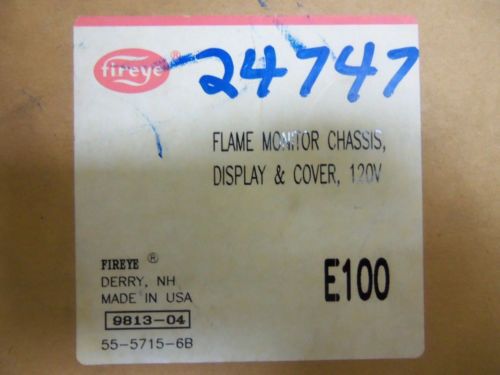 fireye®
24747
FLAME MONITOR CHASSIS,
DISPLAY & COVER, 120V
FIREYE ®
DERRY, NH
MADE IN USA
E100
9813-04
55-5715-6B